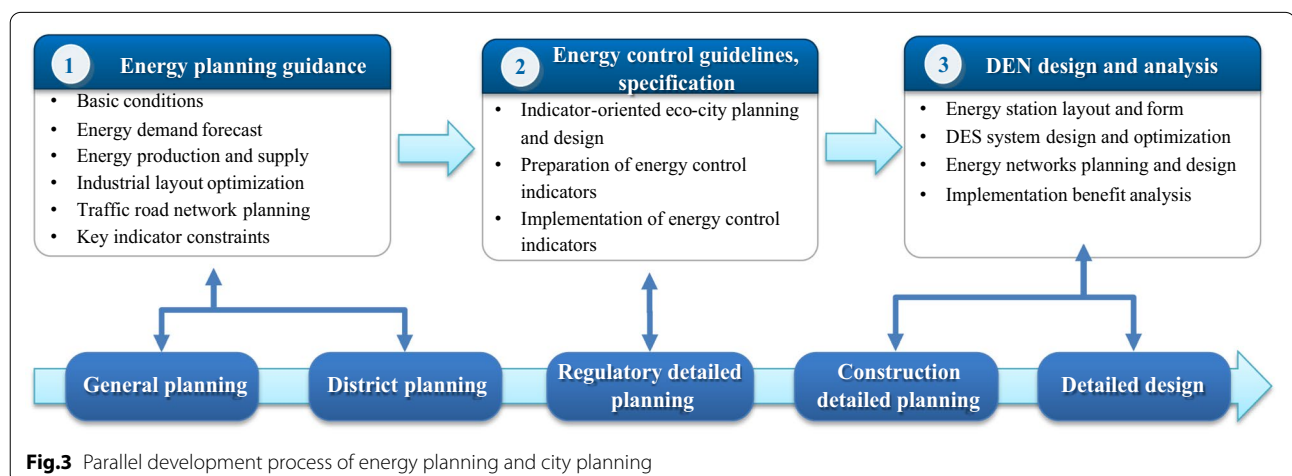 1
Energy planning guidance
• Basic conditions
• Energy demand forecast
• Energy production and supply
• Industrial layout optimization
• Traffic road network planning
• Key indicator constraints
2
Energy control guidelines,
specification
• Indicator-oriented eco-city planning
and design
• Preparation of energy control
indicators
• Implementation of energy control
indicators
3
DEN design and analysis
• Energy station layout and form
• DES system design and optimization
• Energy networks planning and design
• Implementation benefit analysis
General planning
District planning
Regulatory detailed
planning
Construction
detailed planning
Detailed design
Fig.3 Parallel development process of energy planning and city planning